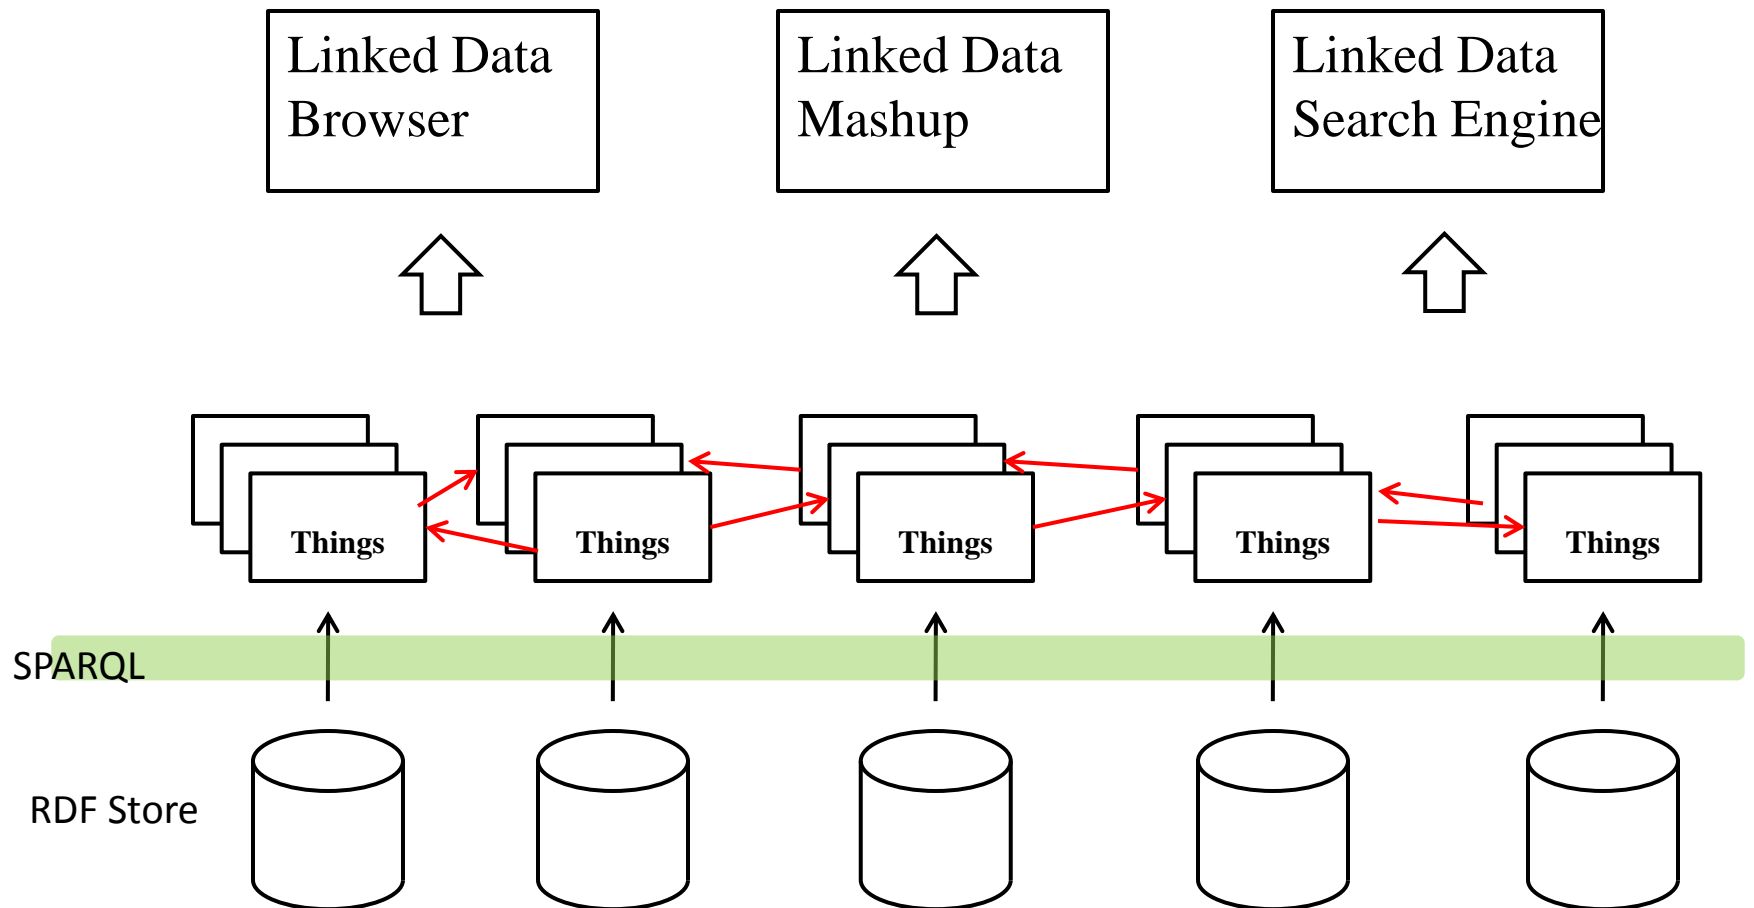 Linked Data
Browser
Linked Data
Mashup
Linked Data
Search Engine
Things
Things
Things
Things
Things
SPARQL
RDF Store